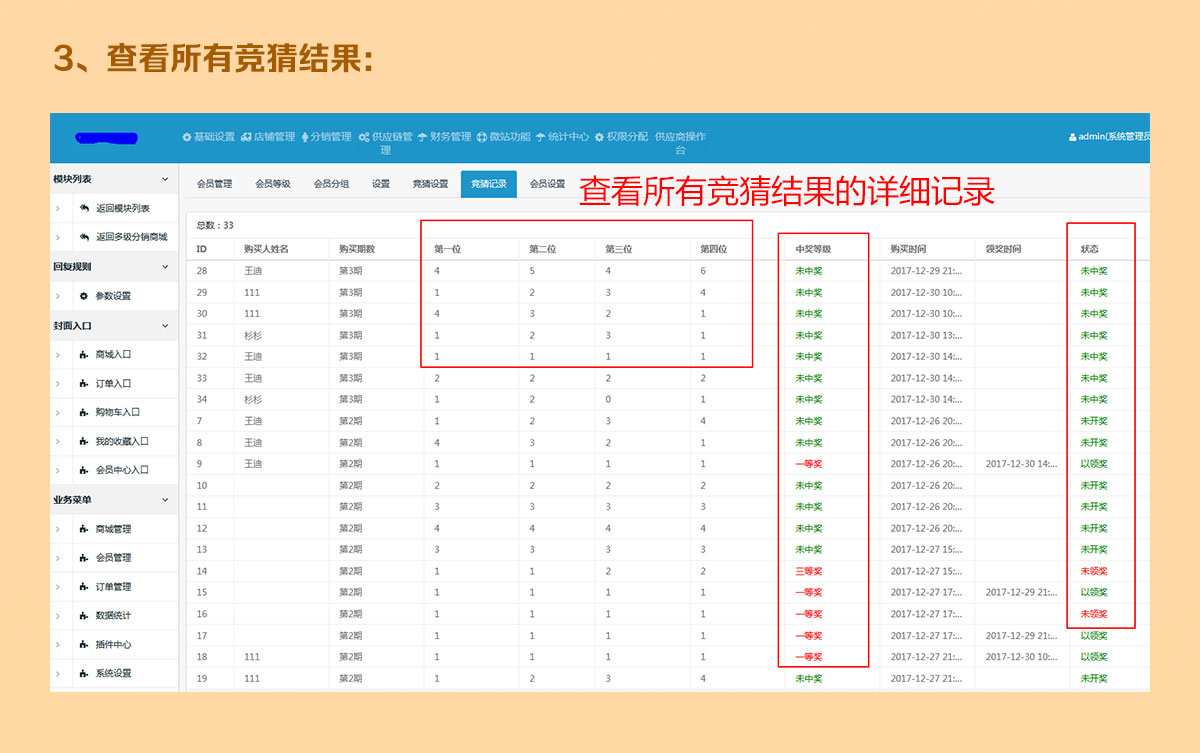 3、查看所有竞猜结果:
基础设置 店铺管理 分销管理 供应链管理 财务管理 微站功能 统计中心 权限分配 供应商操作台 admin(系统管理员
模块列表
返回模块列表
返回多级分销商城
回复规则
参数设置
封面入口
商城入口
订单入口
购物车入口
我的收藏入口
会员中心入口
业务菜单
商城管理
会员管理
订单管理
数据统计
插件中心
系统设置
会员管理 会员等级 会员分组 设置 竞猜设置 竞猜记录 会员设置
查看所有竞猜结果的详细记录
总数：33
ID 购买人姓名 购买期数 第一位 第二位 第三位 第四位 中奖等级 购买时间 领奖时间 状态
28 王迪 第3期 4 5 4 6 未中奖 2017-12-29 21:... 未中奖
29 111 第3期 1 2 3 4 未中奖 2017-12-30 10:... 未中奖
30 111 第3期 4 3 2 1 未中奖 2017-12-30 10:... 未中奖
31 杉杉 第3期 1 2 3 1 未中奖 2017-12-30 13:... 未中奖
32 王迪 第3期 1 1 1 1 未中奖 2017-12-30 14:... 未中奖
33 王迪 第3期 2 2 2 2 未中奖 2017-12-30 14:... 未中奖
34 杉杉 第3期 1 2 0 1 未中奖 2017-12-30 14:... 未中奖
7 王迪 第2期 1 2 3 4 未中奖 2017-12-26 20:... 未开奖
8 王迪 第2期 4 3 2 1 未中奖 2017-12-26 20:... 未开奖
9 王迪 第2期 1 1 1 1 一等奖 2017-12-26 20:... 2017-12-30 14:... 以领奖
10 第2期 2 2 2 2 未中奖 2017-12-26 20:... 未开奖
11 第2期 3 3 3 3 未中奖 2017-12-26 20:... 未开奖
12 第2期 4 4 4 4 未中奖 2017-12-26 20:... 未开奖
13 第2期 3 3 3 3 未中奖 2017-12-27 15:... 未开奖
14 第2期 1 1 2 2 三等奖 2017-12-27 15:... 未领奖
15 第2期 1 1 1 1 一等奖 2017-12-27 17:... 2017-12-29 21:... 以领奖
16 第2期 1 1 1 1 一等奖 2017-12-27 17:... 未领奖
17 第2期 1 1 1 1 一等奖 2017-12-27 17:... 2017-12-29 21:... 以领奖
18 111 第2期 1 1 1 1 一等奖 2017-12-27 21:... 2017-12-30 10:... 以领奖
19 111 第2期 1 2 3 4 未中奖 2017-12-27 21:... 未开奖